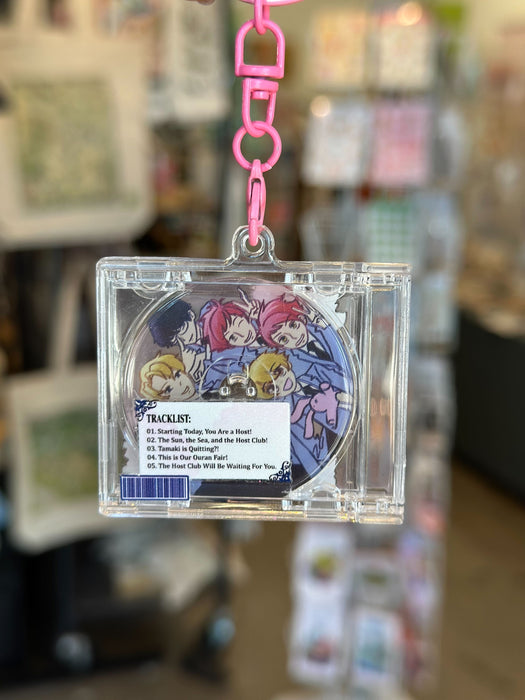 TRACKLIST:
01. Starting Today, You Are a Host!
02. The Sun, the Sea, and the Host Club!
03. Tamaki is Quitting?!
04. This is Our Ouran Fair!
05. The Host Club Will Be Waiting For You.